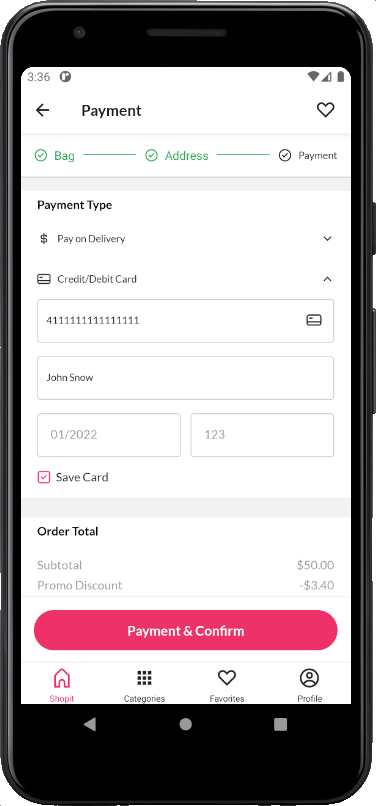 3:36
Payment
Bag Address Payment
Payment Type
$ Pay on Delivery
Credit/Debit Card
4111111111111111
John Snow
01/2022 123
Save Card
Order Total
Subtotal $50.00
Promo Discount -$3.40
Payment & Confirm
Shopit Categories Favorites Profile